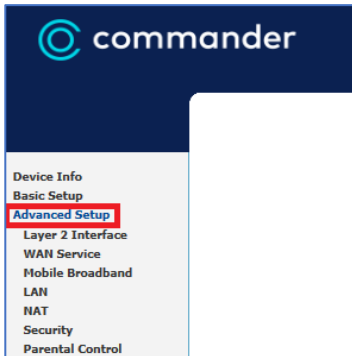 commander
Device Info
Basic Setup
Advanced Setup
Layer 2 Interface
WAN Service
Mobile Broadband
LAN
NAT
Security
Parental Control